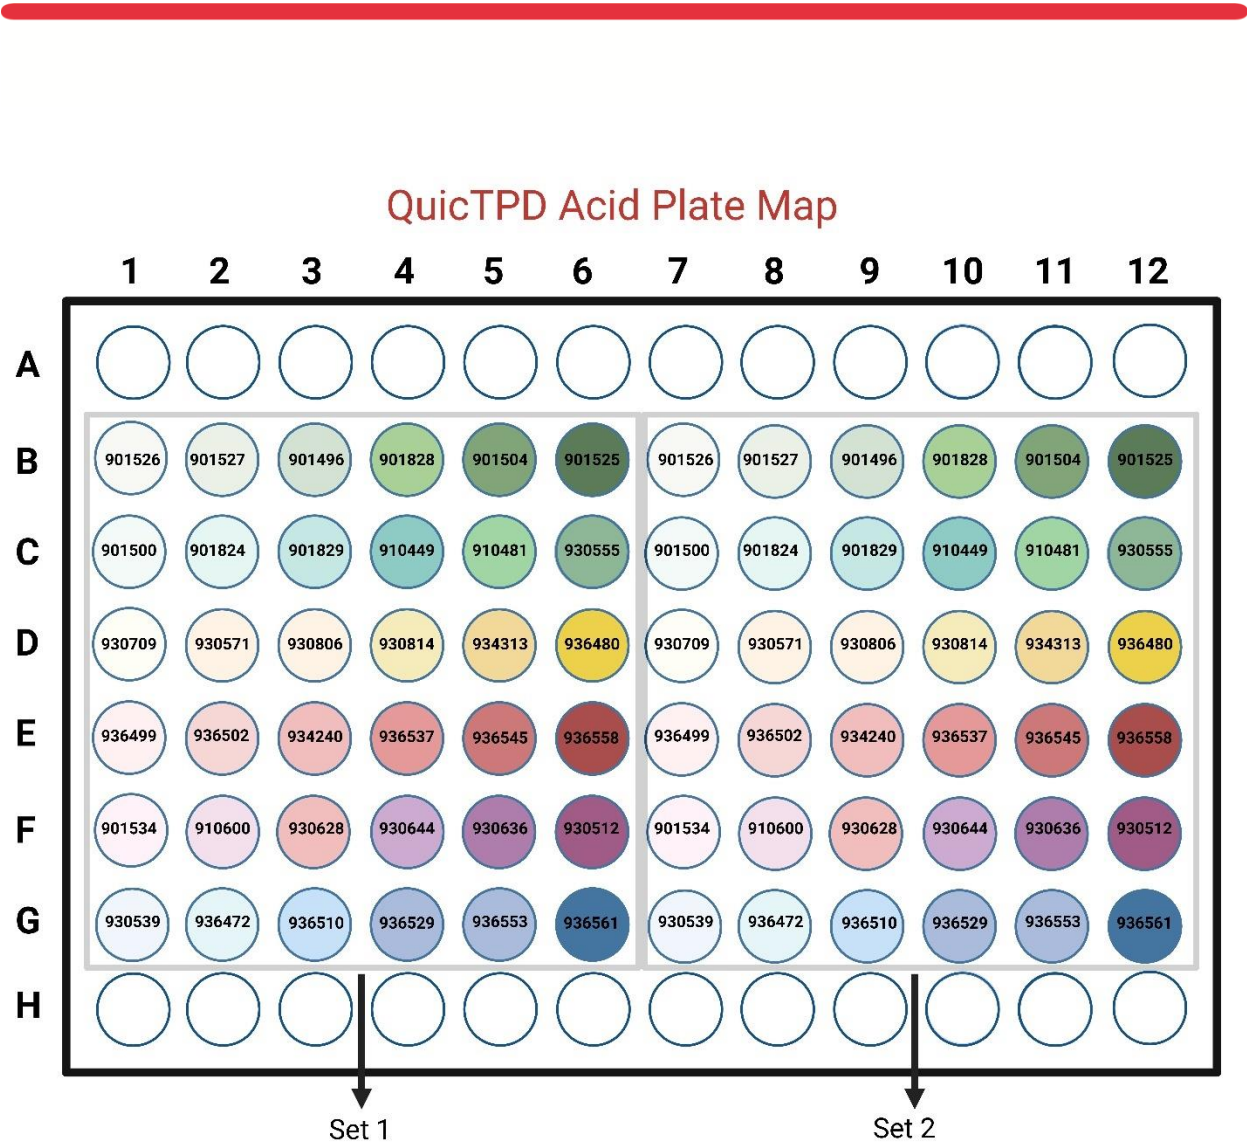 QuicTPD Acid Plate Map
1 2 3 4 5 6 7 8 9 10 11 12
A
B 901526 901527 901496 901828 901504 901525 901526 901527 901496 901828 901504 901525
C 901500 901824 901829 910449 910481 930555 901500 901824 901829 910449 910481 930555
D 930709 930571 930806 930814 934313 936480 930709 930571 930806 930814 934313 936480
E 936499 936502 934240 936537 936545 936558 936499 936502 934240 936537 936545 936558
F 901534 910600 930628 930644 930636 930512 901534 910600 930628 930644 930636 930512
G 930539 936472 936510 936529 936553 936561 930539 936472 936510 936529 936553 936561
H
Set 1 Set 2